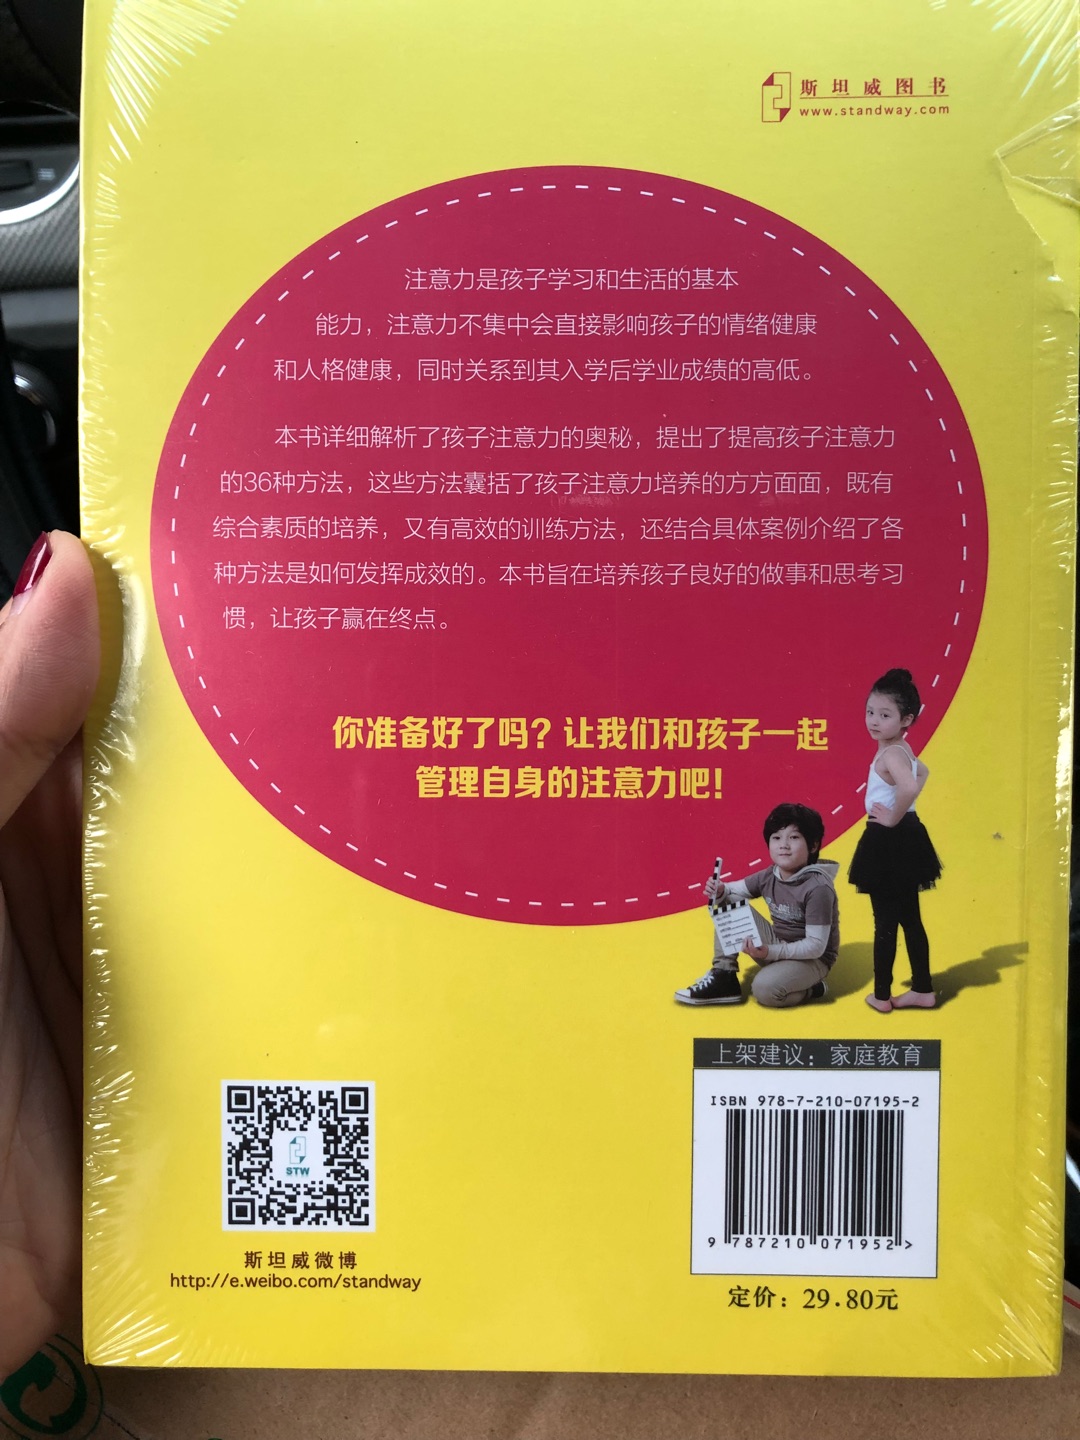 斯坦威图书
www.standway.com
注意力是孩子学习和生活的基本
能力，注意力不集中会直接影响孩子的情绪健康
和人格健康，同时关系到其入学后学业成绩的高低。
本书详细解析了孩子注意力的奥秘，提出了提高孩子注意力
的36种方法，这些方法囊括了孩子注意力培养的方方面面，既有
综合素质的培养，又有高效的训练方法，还结合具体案例介绍了各
种方法是如何发挥成效的。本书旨在培养孩子良好的做事和思考习
惯，让孩子赢在终点。
你准备好了吗？让我们和孩子一起
管理自身的注意力吧！
上架建议：家庭教育
ISBN 978-7-210-07195-2
9 787210 071952 >
定价：29.80元
STW
斯坦威微博
http://e.weibo.com/standway